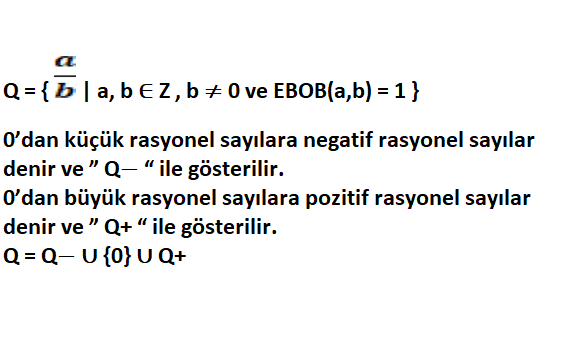 Q = { a/b | a, b ∈ Z , b ≠ 0 ve EBOB(a,b) = 1 }
0’dan küçük rasyonel sayılara negatif rasyonel sayılar
denir ve ” Q− “ ile gösterilir.
0’dan büyük rasyonel sayılara pozitif rasyonel sayılar
denir ve ” Q+ “ ile gösterilir.
Q = Q− ∪ {0} ∪ Q+